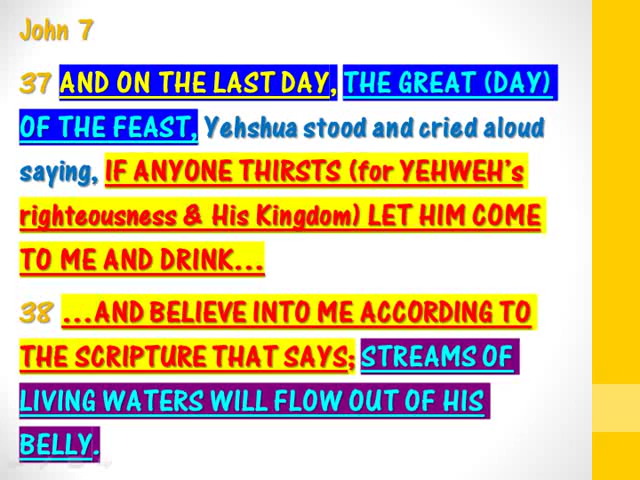 John 7
37 AND ON THE LAST DAY, THE GREAT (DAY)
OF THE FEAST, Yehshua stood and cried aloud
saying, IF ANYONE THIRSTS (for YEHWEH's
righteousness & His Kingdom) LET HIM COME
TO ME AND DRINK...
38 ...AND BELIEVE INTO ME ACCORDING TO
THE SCRIPTURE THAT SAYS; STREAMS OF
LIVING WATERS WILL FLOW OUT OF HIS
BELLY.